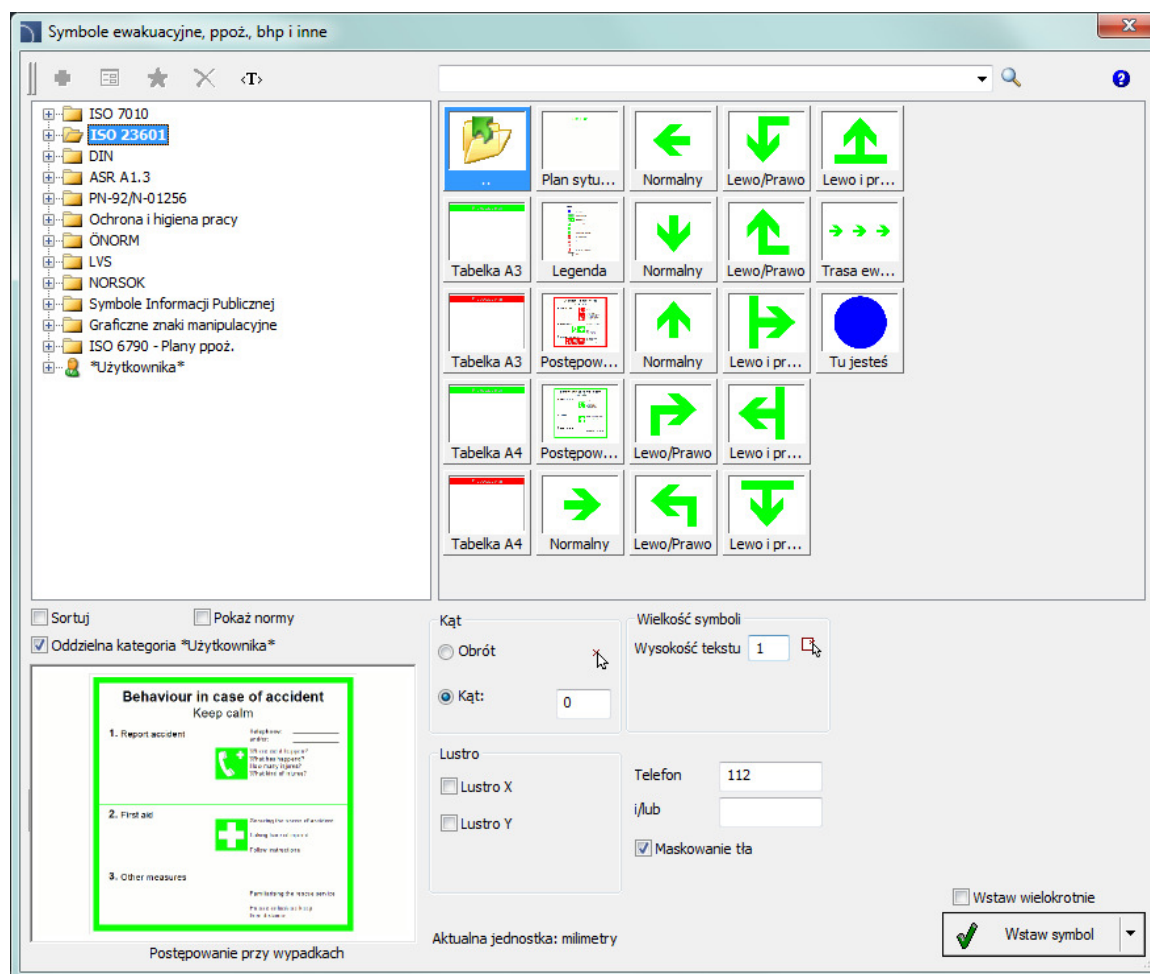 Symbole ewakuacyjne, ppoż., bhp i inne
<T>
ISO 7010
ISO 23601
DIN
ASR A1.3
PN-92/N-01256
Ochrona i higiena pracy
ÖNORM
LVS
NORSOK
Symbole Informacji Publicznej
Graficzne znaki manipulacyjne
ISO 6790 - Plany ppoż.
*Użytkownika*
..
Plan sytu...
Normalny
Lewo/Prawo
Lewo i pr...
Tabelka A3
Legenda
Normalny
Lewo/Prawo
Trasa ew...
Tabelka A3
Postępow...
Normalny
Lewo i pr...
Tu jesteś
Tabelka A4
Postępow...
Lewo/Prawo
Lewo i pr...
Tabelka A4
Normalny
Lewo/Prawo
Lewo i pr...
Sortuj
Pokaż normy
Oddzielna kategoria *Użytkownika*
Behaviour in case of accident
Keep calm
1. Report accident
2. First aid
3. Other measures
Postępowanie przy wypadkach
Kąt
Obrót
Kąt:
0
Wielkość symboli
Wysokość tekstu
1
Lustro
Lustro X
Lustro Y
Telefon
112
i/lub
Maskowanie tła
Aktualna jednostka: milimetry
Wstaw wielokrotnie
Wstaw symbol